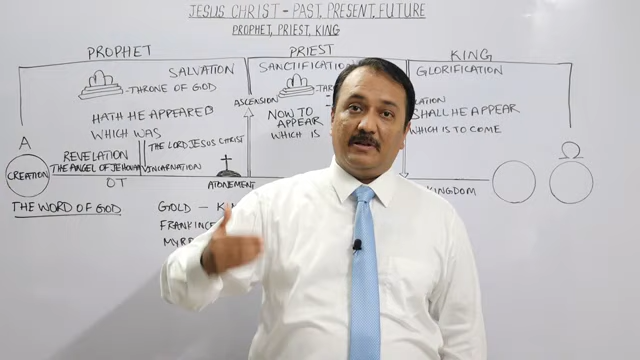 JESUS CHRIST - PAST, PRESENT, FUTURE
PROPHET, PRIEST, KING
PROPHET
PRIEST
KING
SALVATION
THRONE OF GOD
HATH HE APPEARED
WHICH WAS
A
CREATION
REVELATION
THE ANGEL OF JEHOVAH
OT
THE LORD JESUS CHRIST
INCARNATION
ATONEMENT
ASCENSION
SANCTIFICATION
NOW TO
APPEAR
WHICH IS
GLORIFICATION
SHALL HE APPEAR
WHICH IS TO COME
KINGDOM
Ω
THE WORD OF GOD
GOLD -